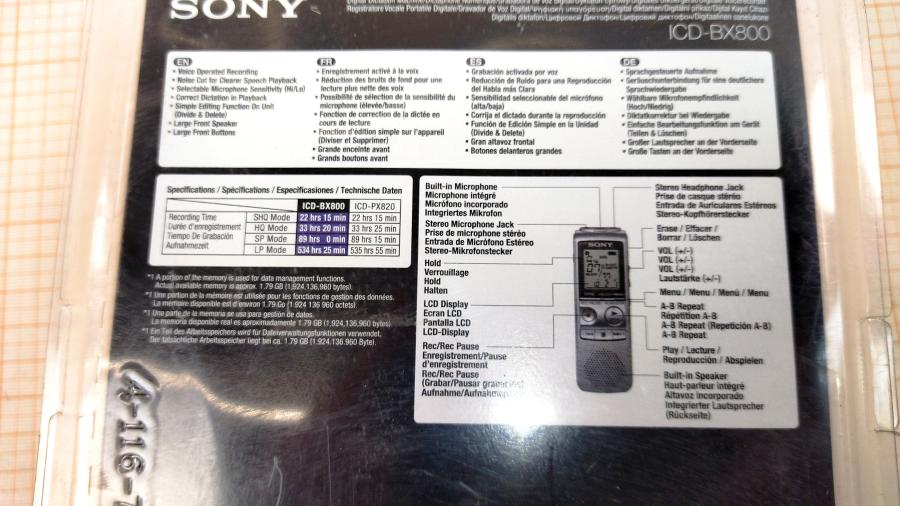 SONY
ICD-BX800
EN
• Voice Operated Recording
• Noise Cut for Clearer Speech Playback
• Selectable Microphone Sensitivity (Hi/Lo)
• Correct Dictation in Playback
• Simple Editing Function On Unit
(Divide & Delete)
• Large Front Speaker
• Large Front Buttons
FR
• Enregistrement activé à la voix
• Réduction des bruits de fond pour une
lecture plus nette des voix
• Possibilité de sélection de la sensibilité du
microphone (élevée/basse)
• Fonction de correction de la dictée en
cours de lecture
• Fonction d'édition simple sur l'appareil
(Diviser et Supprimer)
• Grande enceinte avant
• Grands boutons avant
ES
• Grabación activada por voz
• Reducción de Ruido para una Reproducción
del Habla más Clara
• Sensibilidad seleccionable del micrófono
(alta/baja)
• Corrija el dictado durante la reproducción
• Función de Edición Simple en la Unidad
(Divide & Delete)
• Gran altavoz frontal
• Botones delanteros grandes
DE
• Sprachgesteuerte Aufnahme
• Geräuschunterbindung für eine deutlichere
Sprachwiedergabe
• Wählbare Mikrofonempfindlichkeit
(Hoch/Niedrig)
• Diktatkorrektur bei Wiedergabe
• Einfache Bearbeitungsfunktion am Gerät
(Teilen & Löschen)
• Großer Lautsprecher an der Vorderseite
• Große Tasten an der Vorderseite
Specifications / Spécifications / Especificasiones / Technische Daten
ICD-BX800 ICD-PX820
Recording Time
Durée d'enregistrement
Tiempo De Grabación
Aufnahmezeit
SHQ Mode 22 hrs 15 min 22 hrs 15 min
HQ Mode 33 hrs 20 min 33 hrs 25 min
SP Mode 89 hrs 0 min 89 hrs 15 min
LP Mode 534 hrs 25 min 535 hrs 55 min
*1 A portion of the memory is used for data management functions.
Actual available memory is approx. 1.79 GB (1,924,136,960 bytes)
*1 Une portion de la mémoire est utilisée pour les fonctions de gestion des données.
La mémoire disponible est d'environ 1.79 Go (1 924 136 960 octets)
*1 Una parte de la memoria se usa para gestión de datos.
La memoria disponible real es aproximadamente 1.79 GB (1,924,136,960 bytes)
*1 Ein Teil des Arbeitsspeichers wird für Datenverwaltungsfunktionen verwendet.
Der tatsächliche Arbeitsspeicher liegt bei ca. 1.79 GB (1.924.136.960 Byte).
Built-in Microphone
Microphone intégré
Micrófono incorporado
Integriertes Mikrofon
Stereo Microphone Jack
Prise de microphone stéréo
Entrada de Micrófono Estéreo
Stereo-Mikrofonstecker
Hold
Verrouillage
Hold
Halten
LCD Display
Ecran LCD
Pantalla LCD
LCD-Display
Rec/Rec Pause
Enregistrement/Pause
d'enregistrement
Rec/Rec Pause
(Grabar/Pausar
SONY
Stereo Headphone Jack
Prise de casque stéréo
Entrada de Auriculares Estéreos
Stereo-Kopfhörerstecker
Erase / Effacer /
Borrar / Löschen
VOL (+/-)
VOL (+/-)
VOL (+/-)
Lautstärke (+/-)
Menu / Menu / Menú / Menu
A-B Repeat
Répétition A-B
A-B Repeat (Repetición A-B)
A-B Repeat
Play / Lecture /
Reproducción / Abspielen
Built-in Speaker
Haut-parleur intégré
Altavoz incorporado
Integrierter Lautsprecher
(Rückseite)
A-116-